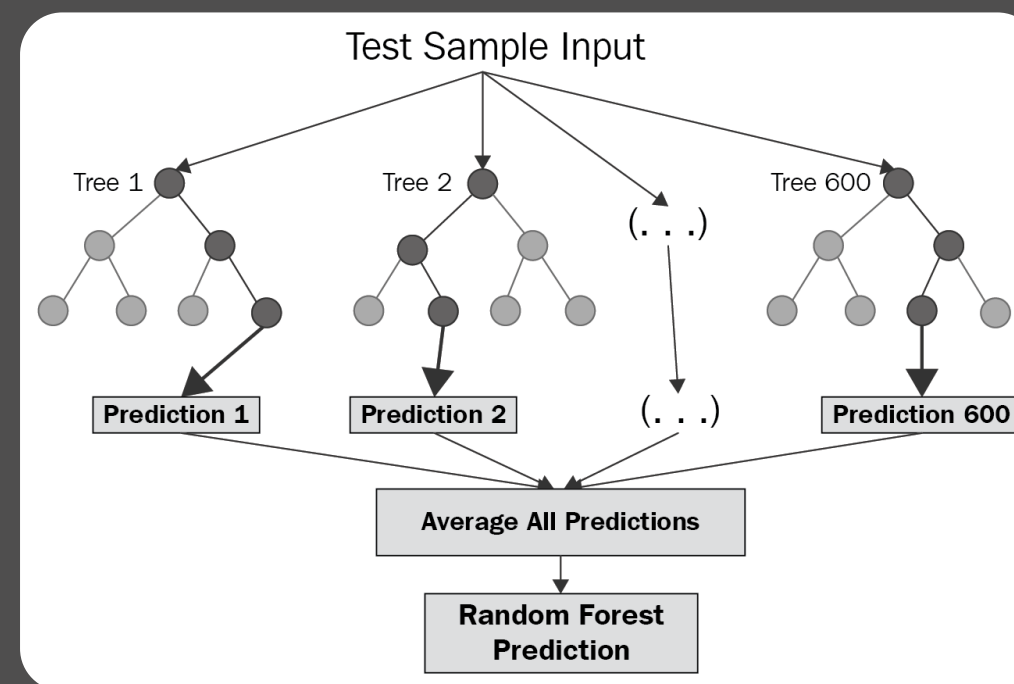 Test Sample Input
Tree 1
Tree 2
Tree 600
(. . .)
Prediction 1
Prediction 2
(. . .)
Prediction 600
Average All Predictions
Random Forest
Prediction